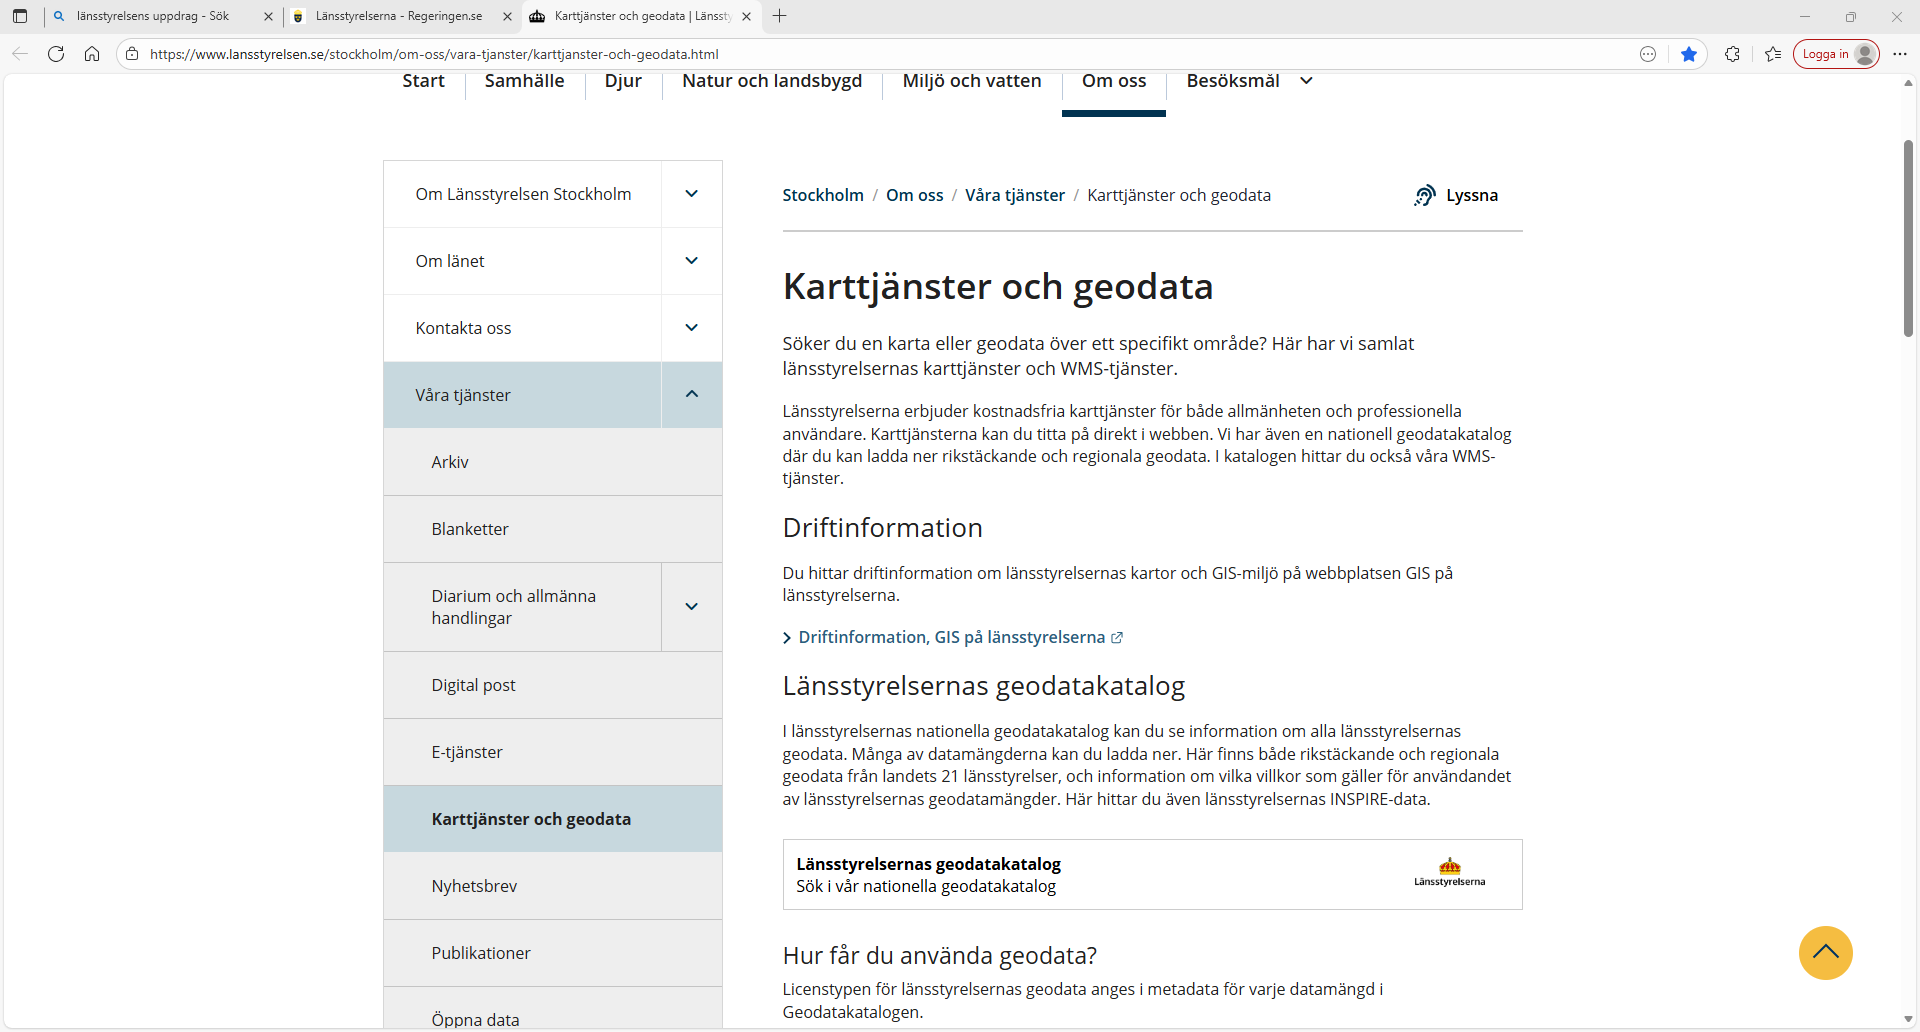 länsstyrelsens uppdrag - Sök
Länsstyrelserna - Regeringen.se
Karttjänster och geodata | Länssty
https://www.lansstyrelsen.se/stockholm/om-oss/vara-tjanster/karttjanster-och-geodata.html
Logga in
Start
Samhälle
Djur
Natur och landsbygd
Miljö och vatten
Om oss
Besöksmål
Om Länsstyrelsen Stockholm
Om länet
Kontakta oss
Våra tjänster
Arkiv
Blanketter
Diarium och allmänna
handlingar
Digital post
E-tjänster
Karttjänster och geodata
Nyhetsbrev
Publikationer
Öppna data
Stockholm / Om oss / Våra tjänster / Karttjänster och geodata
Lyssna
Karttjänster och geodata
Söker du en karta eller geodata över ett specifikt område? Här har vi samlat
länsstyrelsernas karttjänster och WMS-tjänster.
Länsstyrelserna erbjuder kostnadsfria karttjänster för både allmänheten och professionella
användare. Karttjänsterna kan du titta på direkt i webben. Vi har även en nationell geodatakatalog
där du kan ladda ner rikstäckande och regionala geodata. I katalogen hittar du också våra WMS-
tjänster.
Driftinformation
Du hittar driftinformation om länsstyrelsernas kartor och GIS-miljö på webbplatsen GIS på
länsstyrelserna.
Driftinformation, GIS på länsstyrelserna
Länsstyrelsernas geodatakatalog
I länsstyrelsernas nationella geodatakatalog kan du se information om alla länsstyrelsernas
geodata. Många av datamängderna kan du ladda ner. Här finns både rikstäckande och regionala
geodata från landets 21 länsstyrelser, och information om vilka villkor som gäller för användandet
av länsstyrelsernas geodatamängder. Här hittar du även länsstyrelsernas INSPIRE-data.
Länsstyrelsernas geodatakatalog
Sök i vår nationella geodatakatalog
Länsstyrelserna
Hur får du använda geodata?
Licenstypen för länsstyrelsernas geodata anges i metadata för varje datamängd i
Geodatakatalogen.